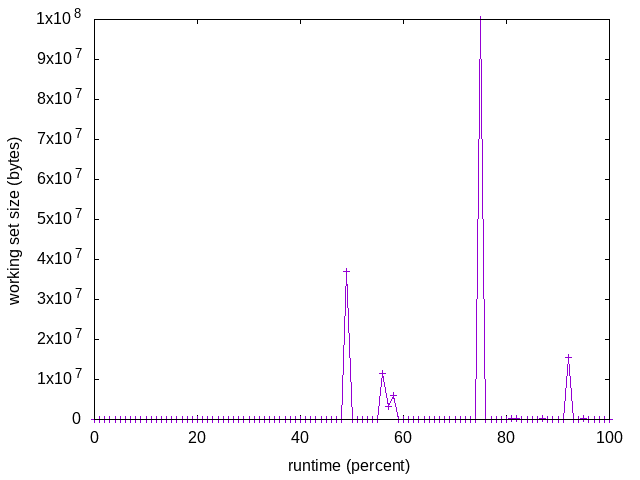 1x10^8
9x10^7
8x10^7
7x10^7
6x10^7
5x10^7
4x10^7
3x10^7
2x10^7
1x10^7
0
working set size (bytes)
0 20 40 60 80 100
runtime (percent)